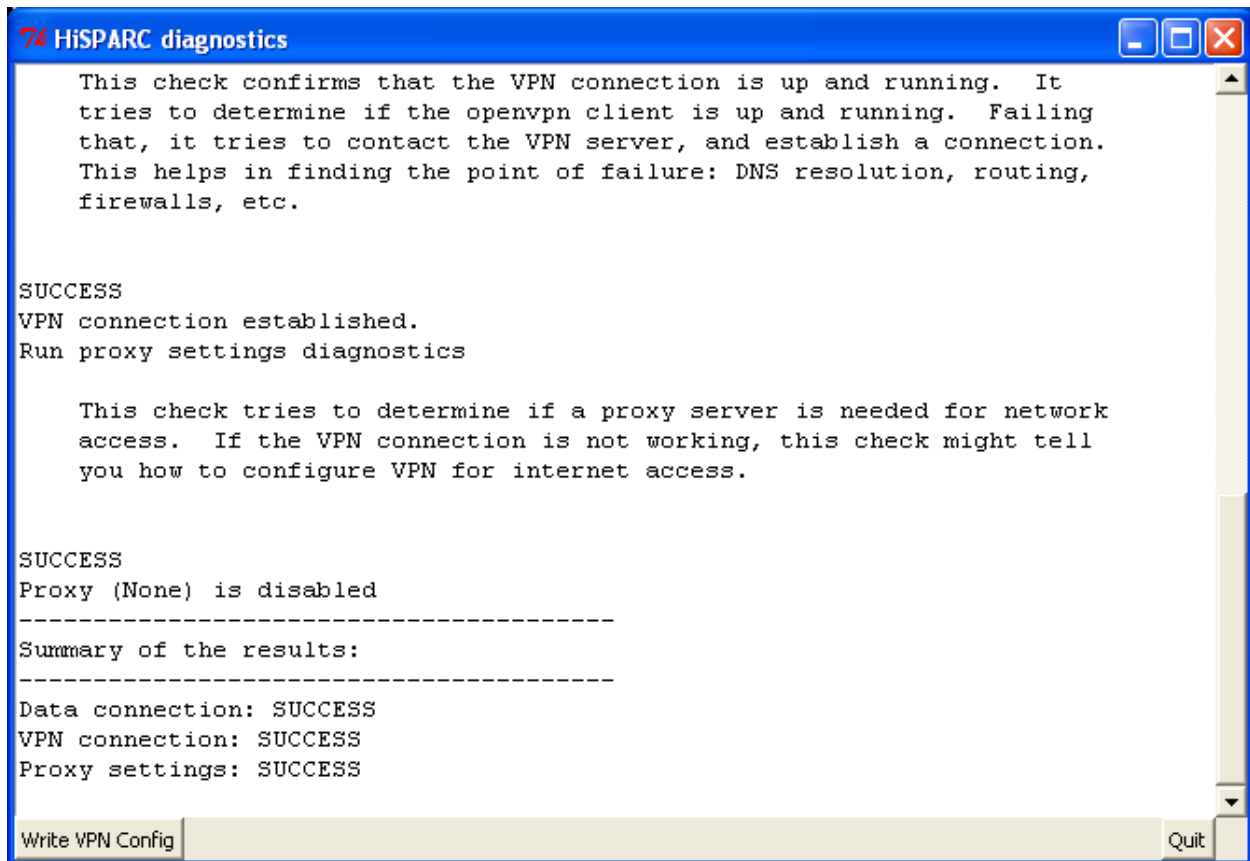 HiSPARC diagnostics
This check confirms that the VPN connection is up and running.  It
tries to determine if the openvpn client is up and running.  Failing
that, it tries to contact the VPN server, and establish a connection.
This helps in finding the point of failure: DNS resolution, routing,
firewalls, etc.
SUCCESS
VPN connection established.
Run proxy settings diagnostics
This check tries to determine if a proxy server is needed for network
access.  If the VPN connection is not working, this check might tell
you how to configure VPN for internet access.
SUCCESS
Proxy (None) is disabled
----------------------------------------
Summary of the results:
----------------------------------------
Data connection: SUCCESS
VPN connection: SUCCESS
Proxy settings: SUCCESS
Write VPN Config
Quit